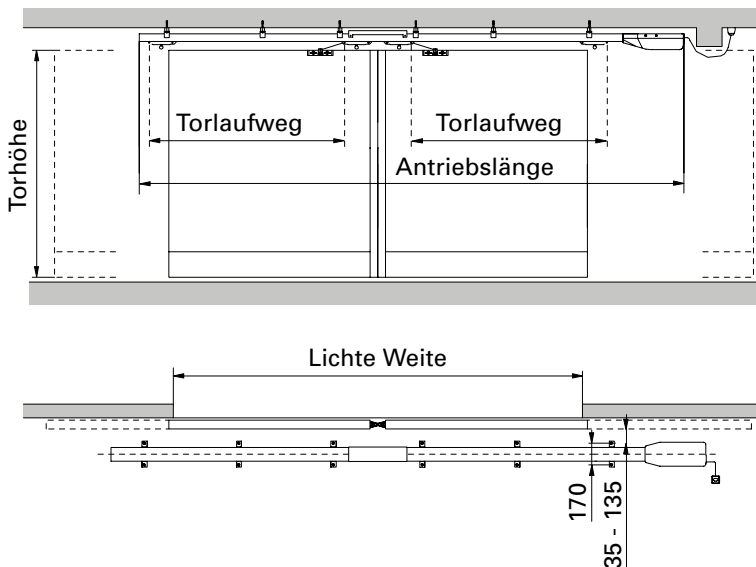 Torlaufweg
Torlaufweg
Antriebslänge
Torhöhe
Lichte Weite
170
35 - 135